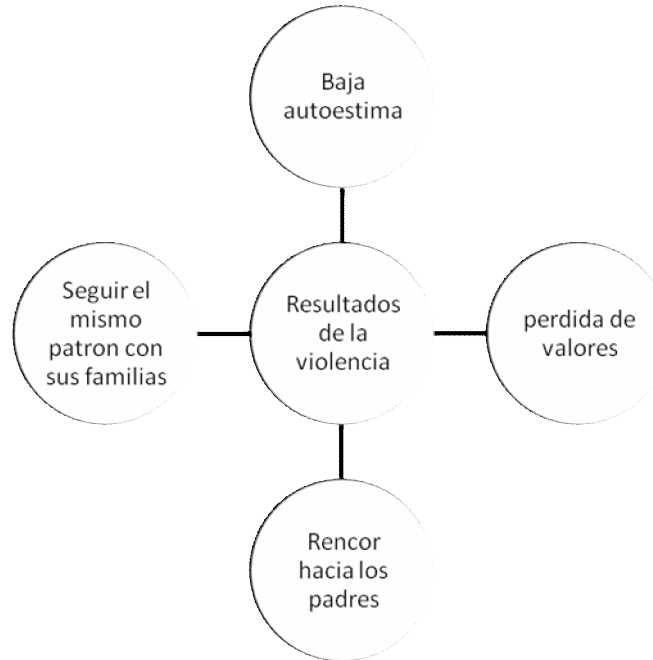 Baja
autoestima
Seguir el
mismo
patron con
sus familias
Resultados
de la
violencia
perdida de
valores
Rencor
hacia los
padres